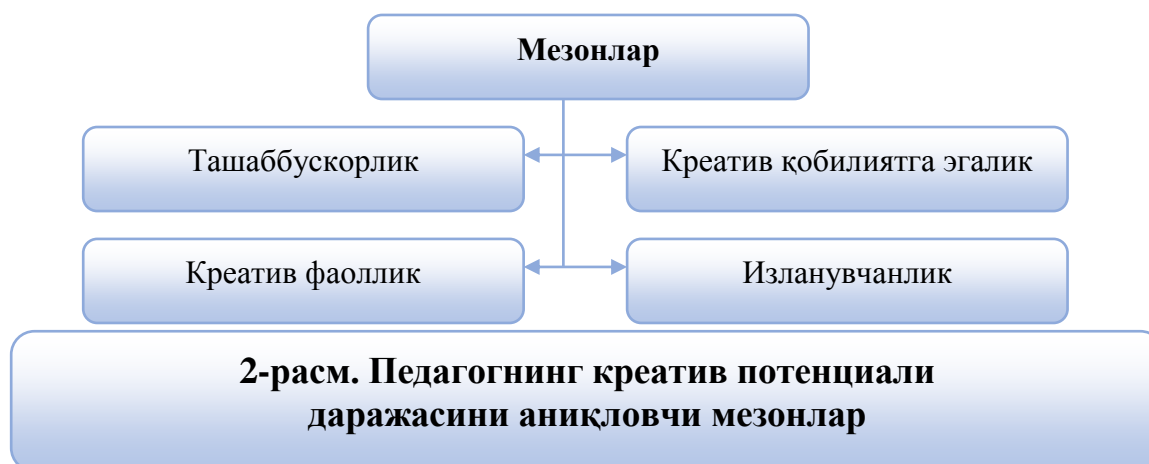 Мезонлар
Ташаббускорлик
Креатив қобилиятга эгалик
Креатив фаоллик
Изланувчанлик
2-расм. Педагогнинг креатив потенциали
даражасини аниқловчи мезонлар